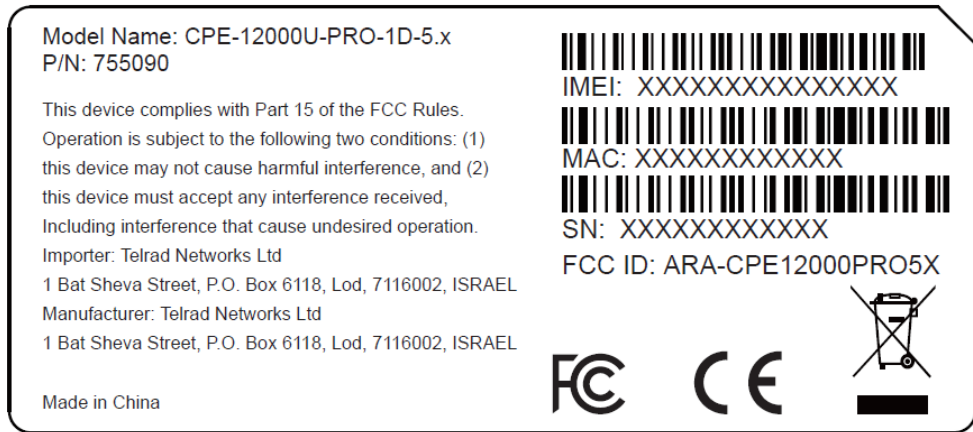 Model Name: CPE-12000U-PRO-1D-5.x
P/N: 755090
This device complies with Part 15 of the FCC Rules.
Operation is subject to the following two conditions: (1)
this device may not cause harmful interference, and (2)
this device must accept any interference received,
Including interference that cause undesired operation.
Importer: Telrad Networks Ltd
1 Bat Sheva Street, P.O. Box 6118, Lod, 7116002, ISRAEL
Manufacturer: Telrad Networks Ltd
1 Bat Sheva Street, P.O. Box 6118, Lod, 7116002, ISRAEL
Made in China
IMEI: XXXXXXXXXXXXXXX
MAC: XXXXXXXXXXXX
SN: XXXXXXXXXXXX
FCC ID: ARA-CPE12000PRO5X
FC CE